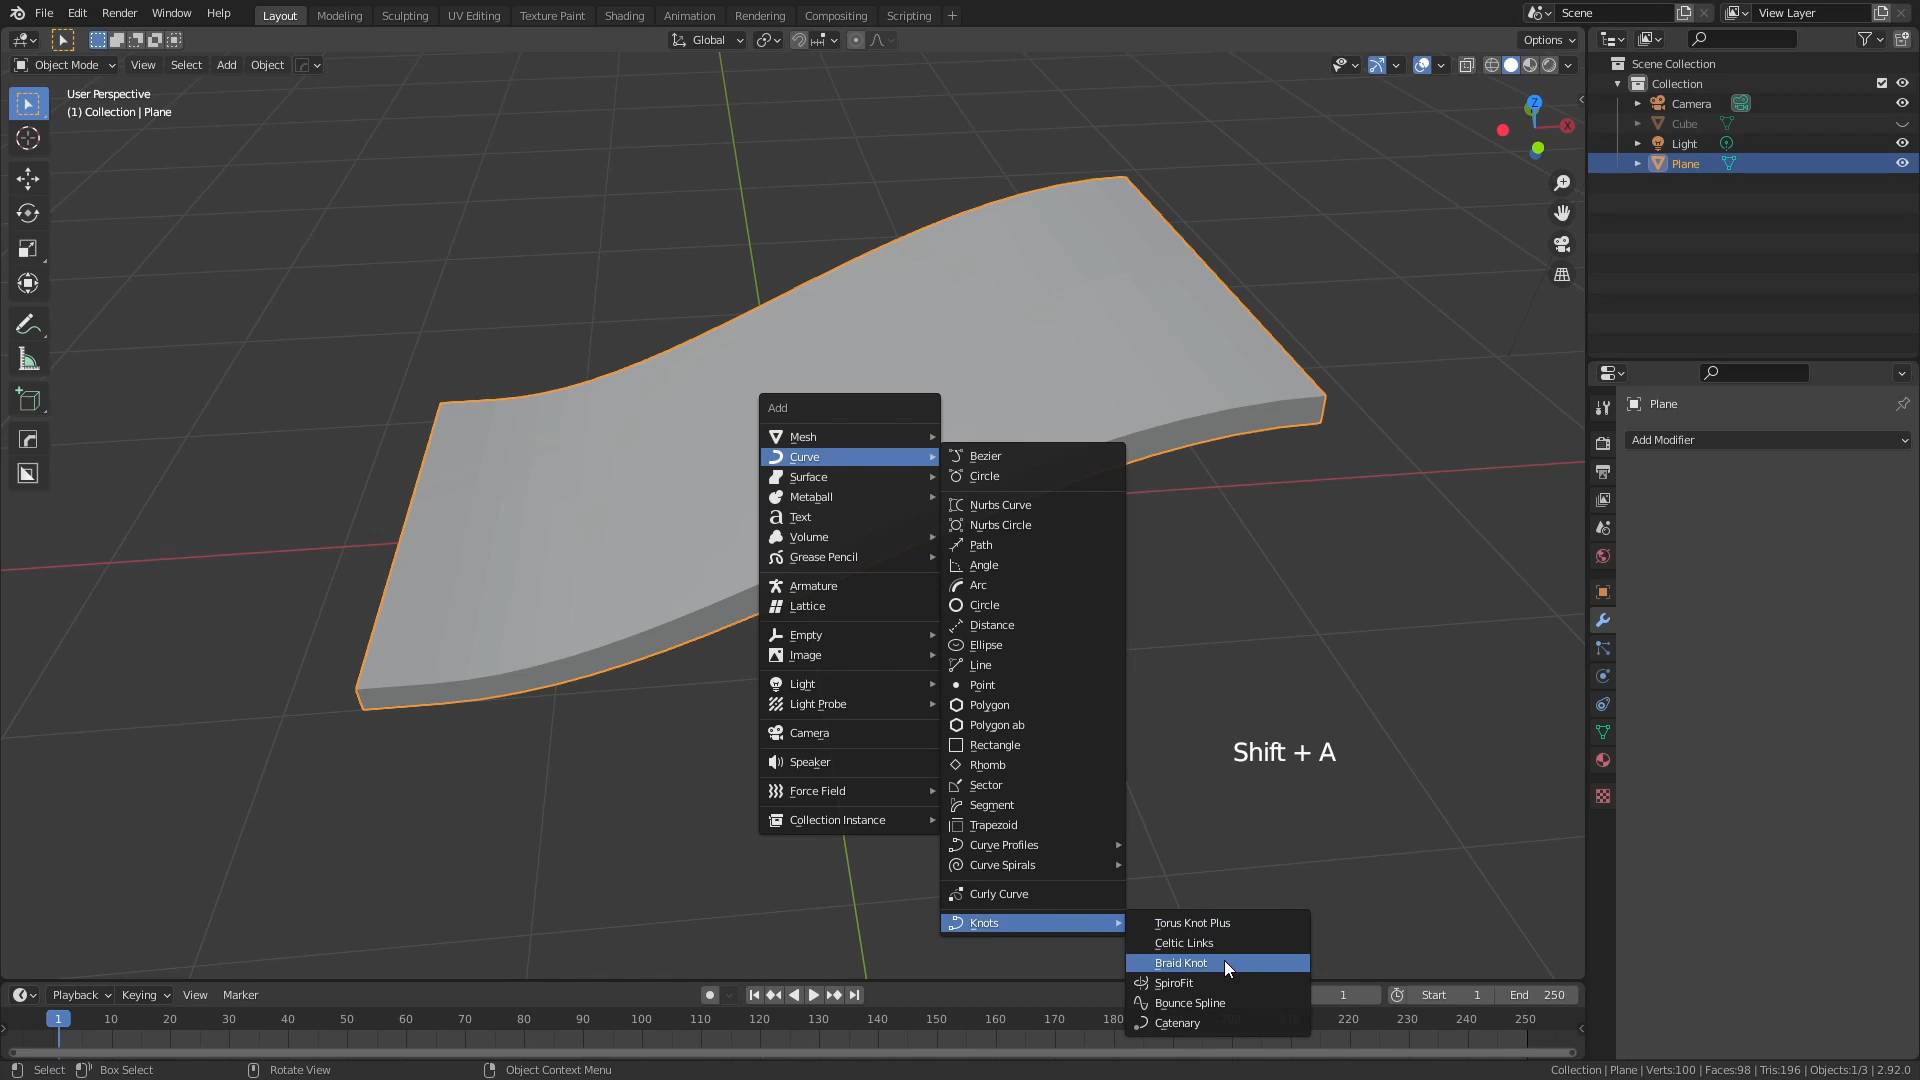 File Edit Render Window Help Layout Modeling Sculpting UV Editing Texture Paint Shading Animation Rendering Compositing Scripting + Scene View Layer
Global Options
Object Mode View Select Add Object
User Perspective
(1) Collection | Plane
Z
X
Scene Collection
Collection
Camera
Cube
Light
Plane
Plane
Add Modifier
Add
Mesh
Curve
Surface
Metaball
Text
Volume
Grease Pencil
Armature
Lattice
Empty
Image
Light
Light Probe
Camera
Speaker
Force Field
Collection Instance
Bezier
Circle
Nurbs Curve
Nurbs Circle
Path
Angle
Arc
Circle
Distance
Ellipse
Line
Point
Polygon
Polygon ab
Rectangle
Rhomb
Sector
Segment
Trapezoid
Curve Profiles
Curve Spirals
Curly Curve
Knots
Torus Knot Plus
Celtic Links
Braid Knot
SpiroFit
Bounce Spline
Catenary
Shift + A
Playback Keying View Marker 1 Start 1 End 250
1 10 20 30 40 50 60 70 80 90 100 110 120 130 140 150 160 170 180 220 230 240 250
Select Box Select Rotate View Object Context Menu Collection | Plane | Verts:100 | Faces:98 | Tris:196 | Objects:1/3 | 2.92.0